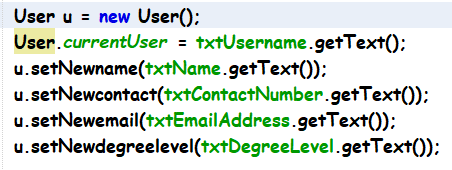 User u = new User();
User.currentUser = txtUsername.getText();
u.setNewname(txtName.getText());
u.setNewcontact(txtContactNumber.getText());
u.setNewemail(txtEmailAddress.getText());
u.setNewdegreelevel(txtDegreeLevel.getText());